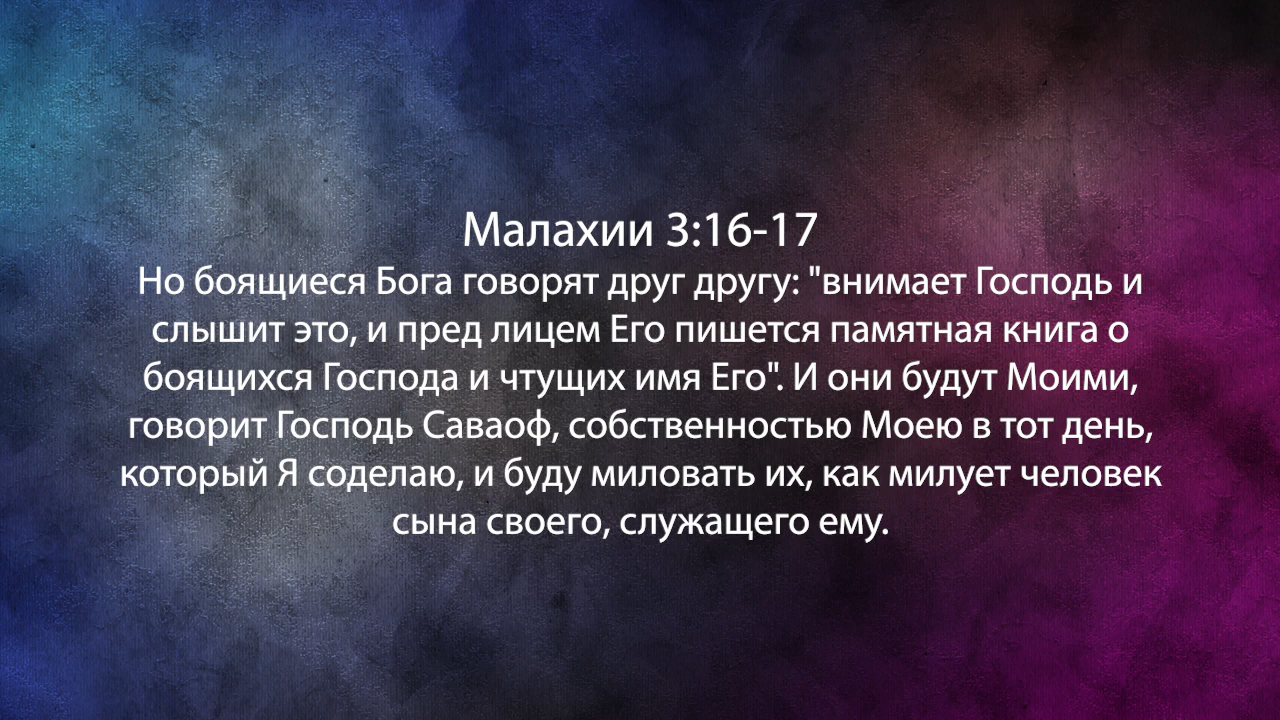 Малахии 3:16-17
Но боящиеся Бога говорят друг другу: "внимает Господь и
слышит это, и пред лицем Его пишется памятная книга о
боящихся Господа и чтущих имя Его". И они будут Моими,
говорит Господь Саваоф, собственностью Моею в тот день,
который Я соделаю, и буду миловать их, как милует человек
сына своего, служащего ему.